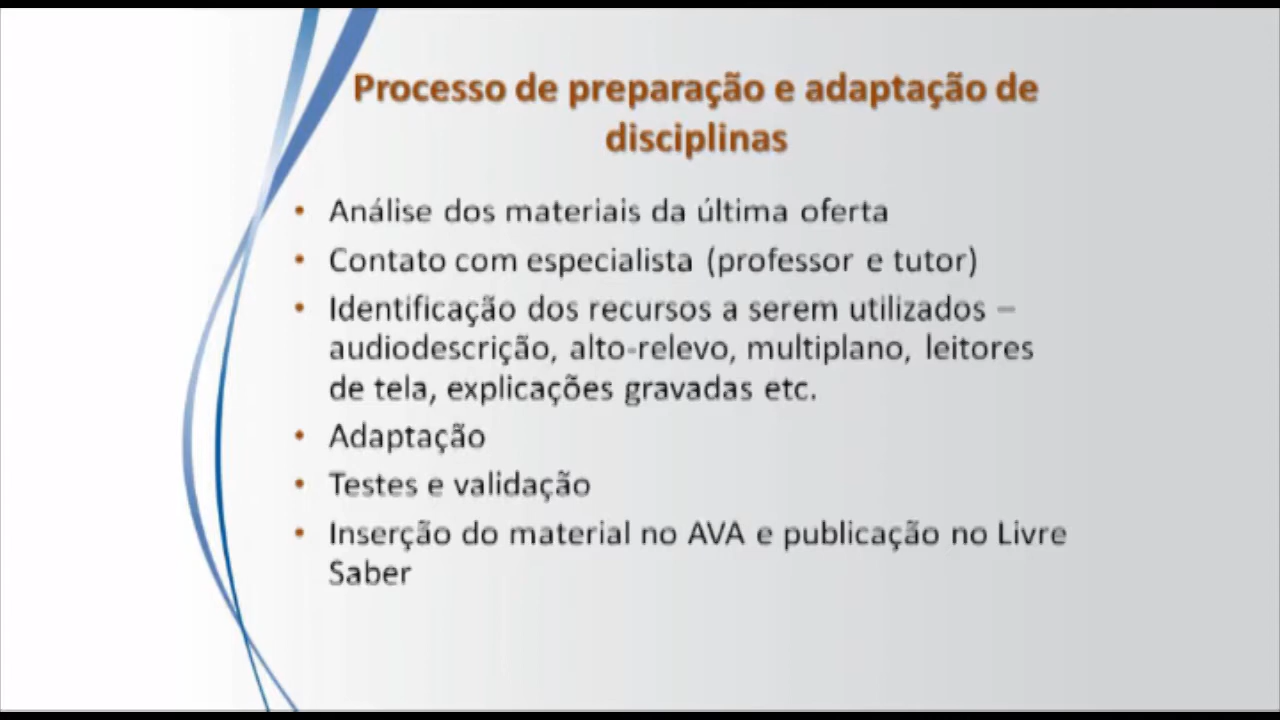 Processo de preparação e adaptação de
disciplinas
• Análise dos materiais da última oferta
• Contato com especialista (professor e tutor)
• Identificação dos recursos a serem utilizados –
audiodescrição, alto-relevo, multiplano, leitores
de tela, explicações gravadas etc.
• Adaptação
• Testes e validação
• Inserção do material no AVA e publicação no Livre
Saber